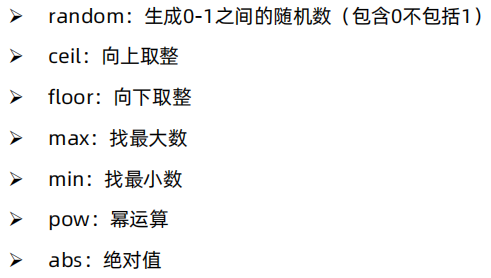 ➢ random：生成0-1之间的随机数（包含0不包括1）
➢ ceil：向上取整
➢ floor：向下取整
➢ max：找最大数
➢ min：找最小数
➢ pow：幂运算
➢ abs：绝对值